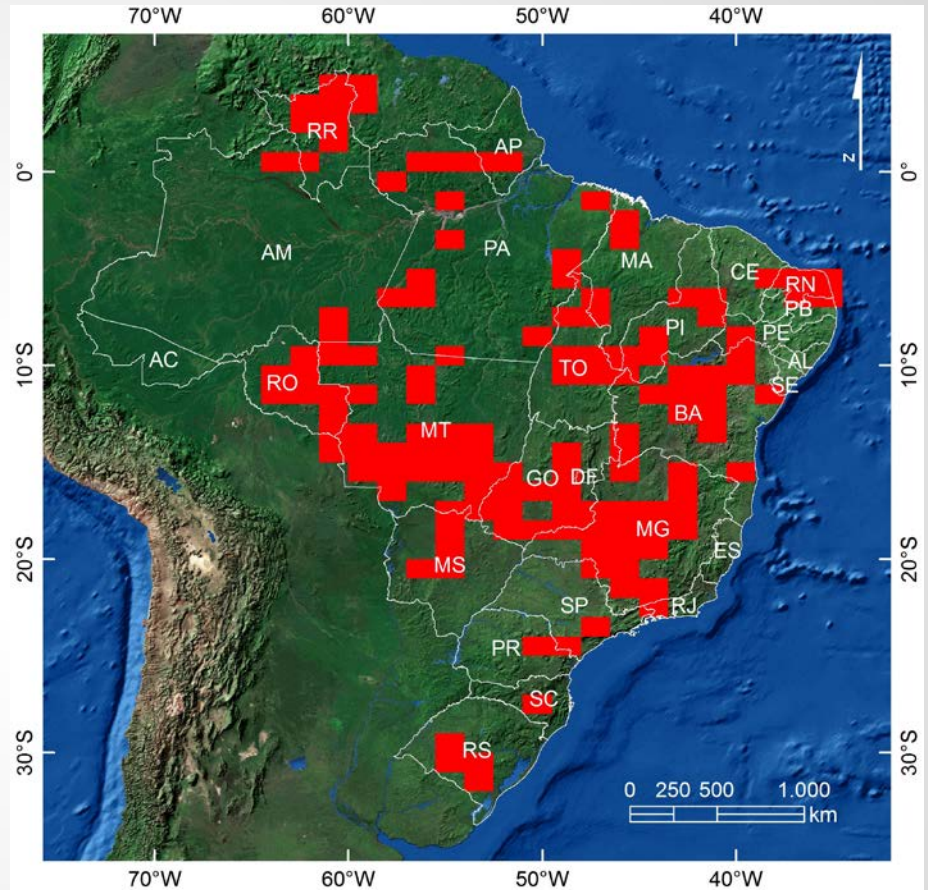 70°W 60°W 50°W 40°W
0° 0°
10°S 10°S
20°S 20°S
30°S 30°S
N
RR
AP
AM
PA
MA
CE
RN
PB
PI
PE
AC
TO
AL
RO
SE
BA
MT
GO
DF
MG
ES
MS
SP
RJ
PR
SC
RS
0 250 500 1.000
km
70°W 60°W 50°W 40°W